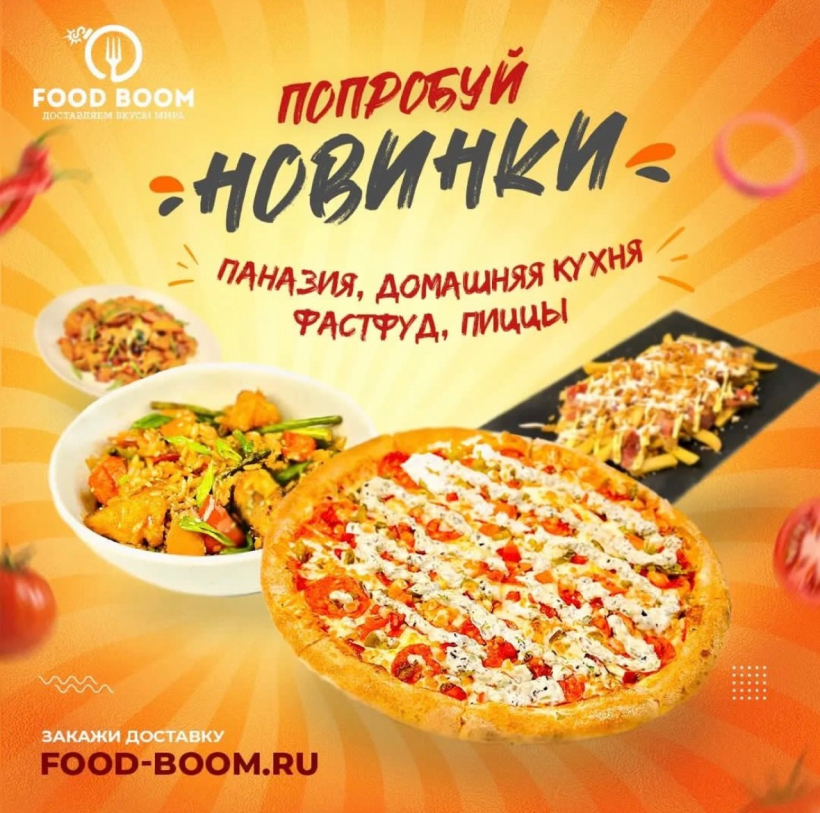 FOOD BOOM
ДОСТАВЛЯЕМ ВКУСЫ МИРА
ПОПРОБУЙ
НОВИНКИ
ПАНАЗИЯ, ДОМАШНЯЯ КУХНЯ
ФАСТФУД, ПИЦЦЫ
ЗАКАЖИ ДОСТАВКУ
FOOD-BOOM.RU